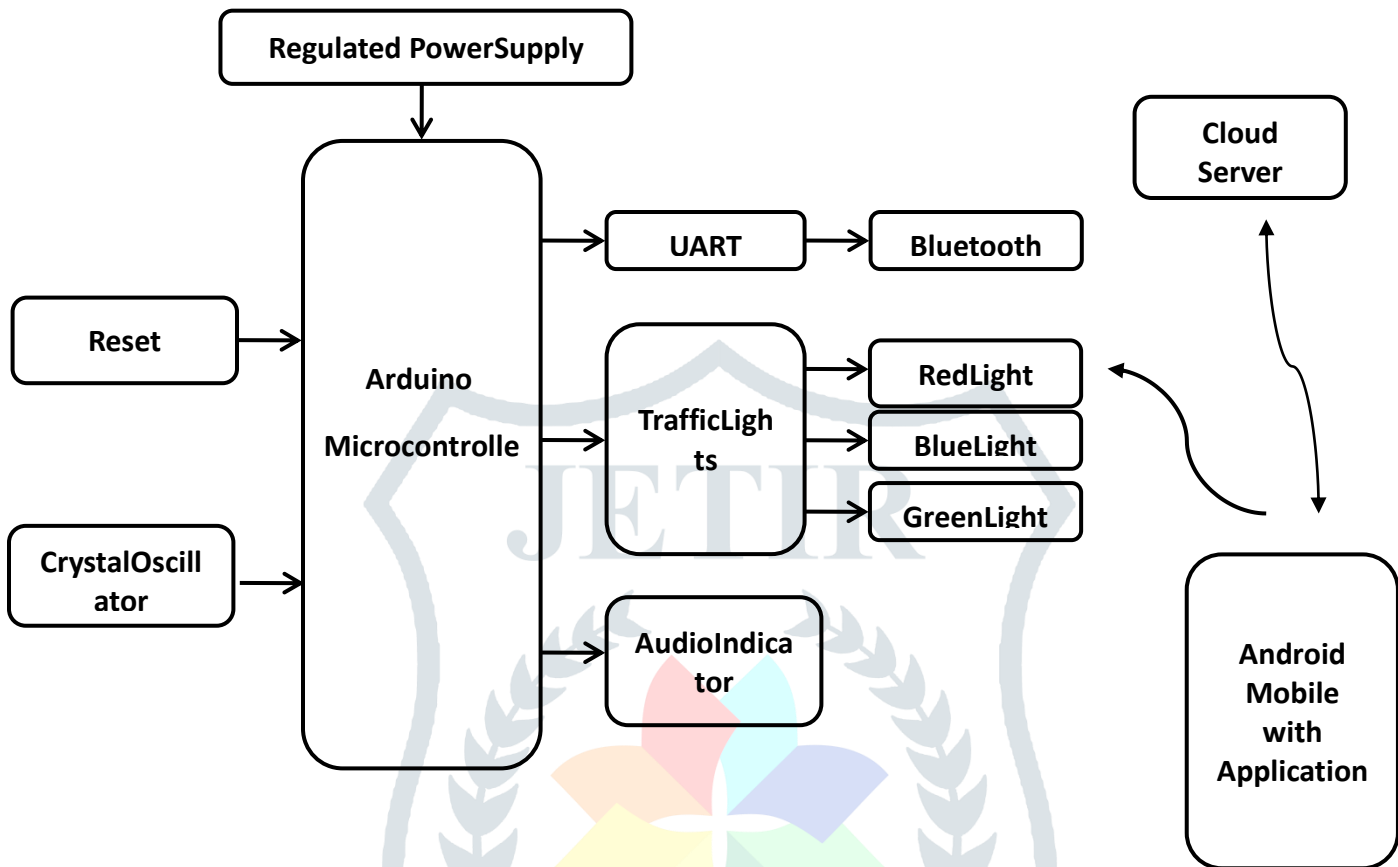 Regulated PowerSupply
Cloud
Server
UART
Bluetooth
Reset
Arduino
Microcontrolle
TrafficLigh
ts
RedLight
BlueLight
GreenLight
CrystalOscill
ator
AudioIndica
tor
Android
Mobile
with
Application
JETIR